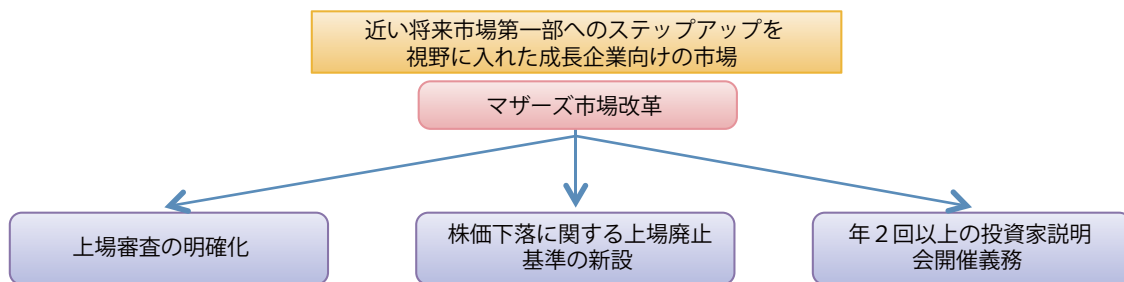 近い将来市場第一部へのステップアップを
視野に入れた成長企業向けの市場
マザーズ市場改革
上場審査の明確化
株価下落に関する上場廃止
基準の新設
年２回以上の投資家説明
会開催義務